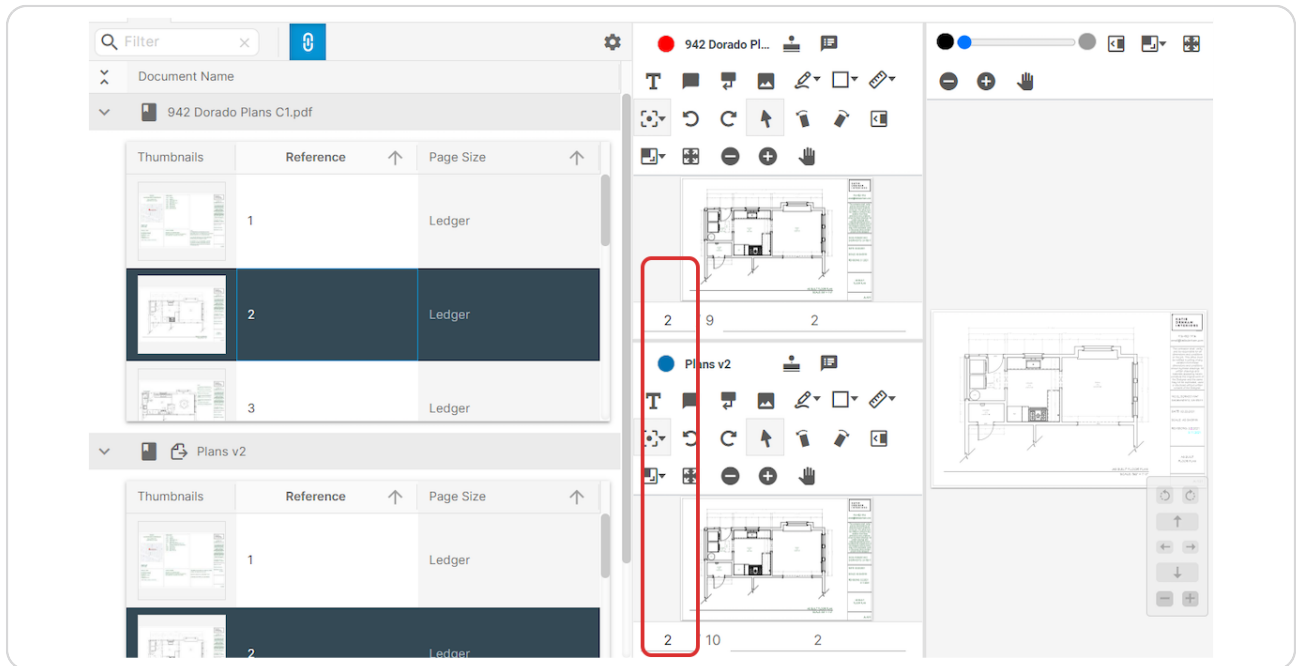 Filter
Document Name
942 Dorado Plans C1.pdf
Thumbnails Reference Page Size
1 Ledger
2 Ledger
3 Ledger
Plans v2
Thumbnails Reference Page Size
1 Ledger
2 Ledger
942 Dorado Pl...
T
2 9 2
Plans v2
T
2 10 2